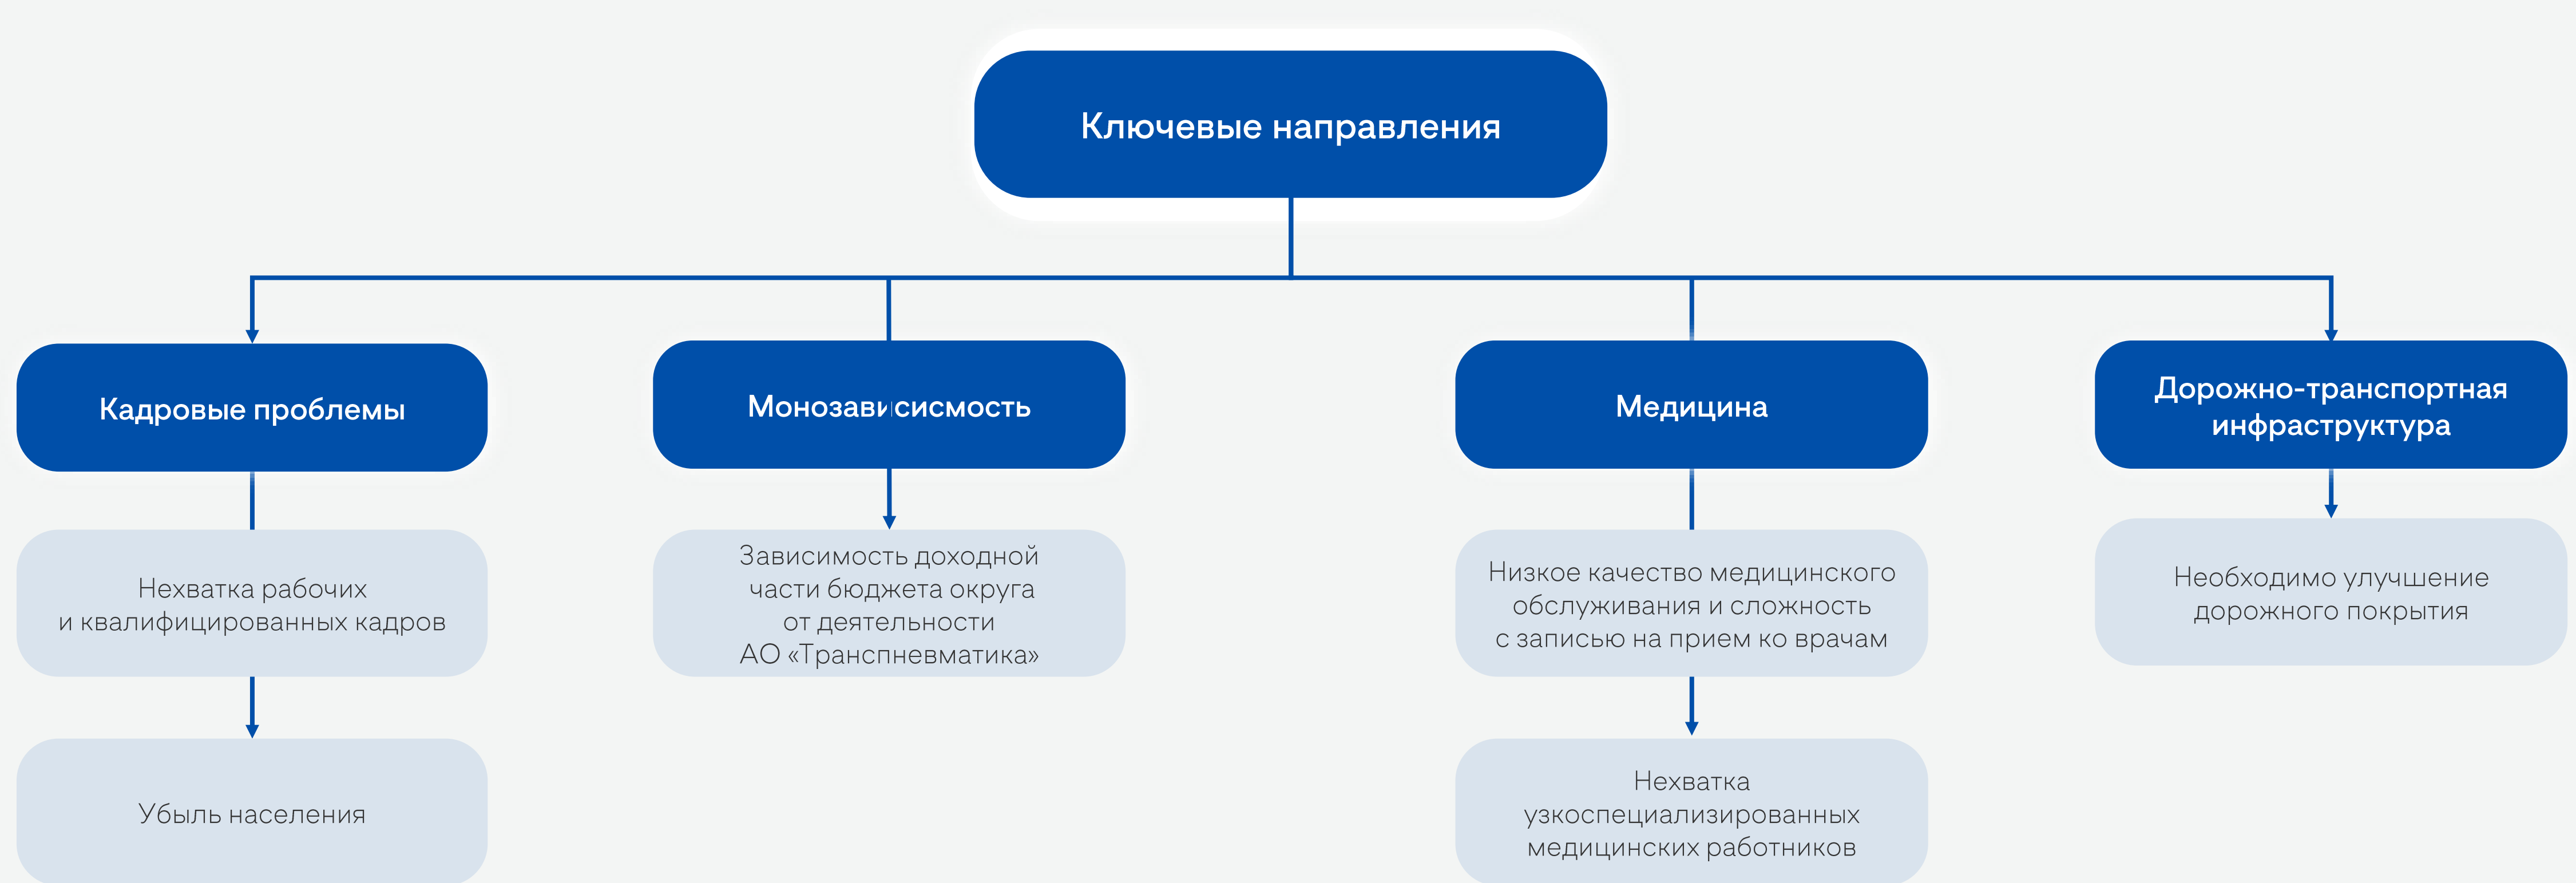 Ключевые направления
Кадровые проблемы
Монозависисмость
Медицина
Дорожно-транспортная
инфраструктура
Нехватка рабочих
и квалифицированных кадров
Зависимость доходной
части бюджета округа
от деятельности
АО «Транспневматика»
Низкое качество медицинского
обслуживания и сложность
с записью на прием ко врачам
Необходимо улучшение
дорожного покрытия
Убыль населения
Нехватка
узкоспециализированных
медицинских работников